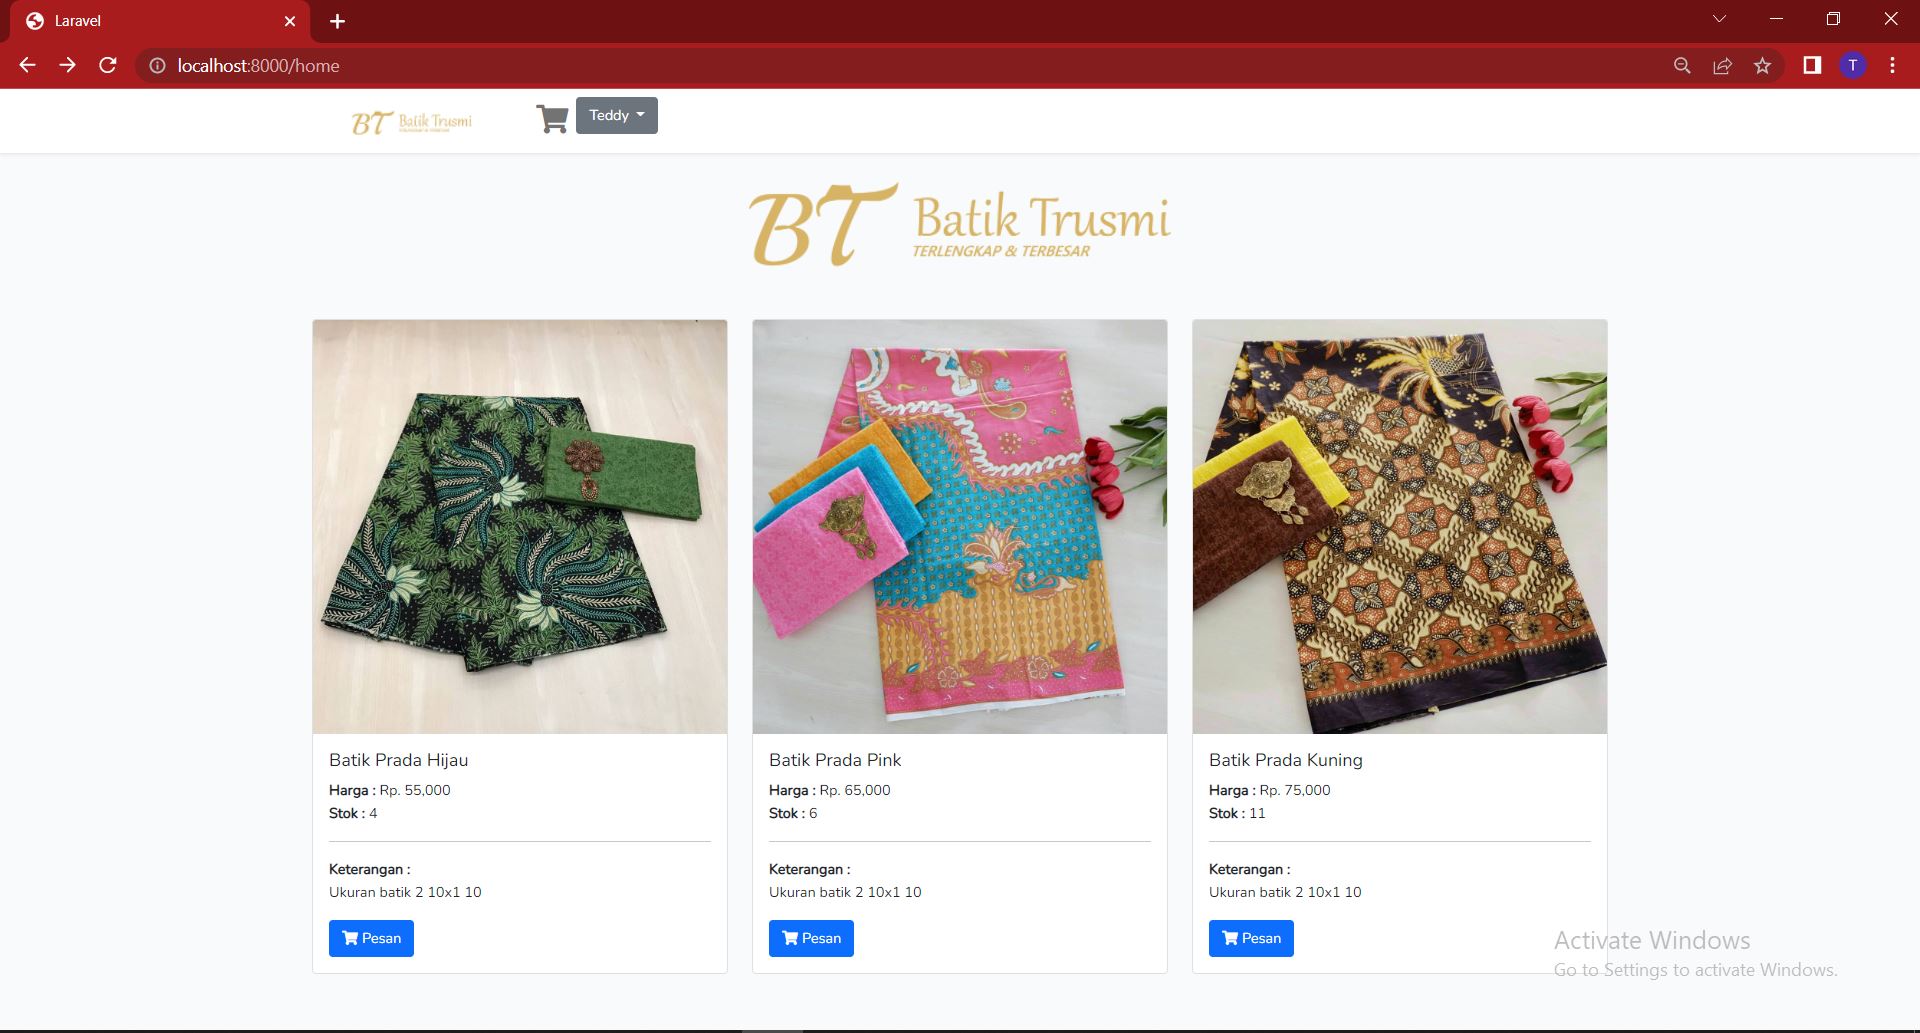 Laravel
localhost:8000/home
T
BT Batik Trusmi
Teddy
BT Batik Trusmi
TERLENGKAP & TERBESAR
Batik Prada Hijau
Harga : Rp. 55,000
Stok : 4
Keterangan :
Ukuran batik 2 10x1 10
Pesan
Batik Prada Pink
Harga : Rp. 65,000
Stok : 6
Keterangan :
Ukuran batik 2 10x1 10
Pesan
Batik Prada Kuning
Harga : Rp. 75,000
Stok : 11
Keterangan :
Ukuran batik 2 10x1 10
Pesan
Activate Windows
Go to Settings to activate Windows.